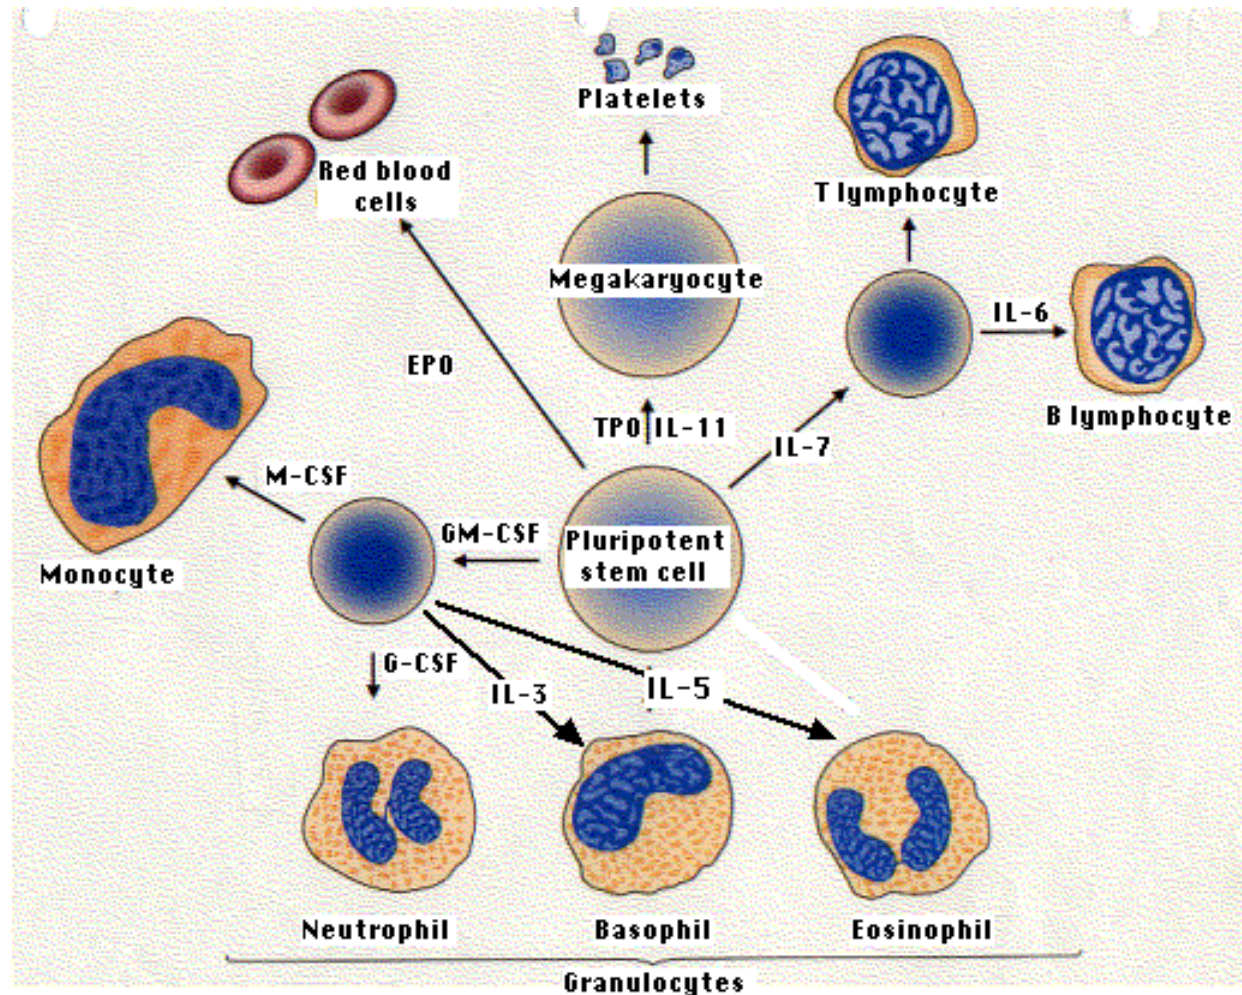 Platelets
Red blood
cells
T lymphocyte
Megakaryocyte
IL-6
EPO
B lymphocyte
TPO IL-11
IL-7
M-CSF
GM-CSF
Pluripotent
stem cell
Monocyte
G-CSF
IL-3
IL-5
Neutrophil
Basophil
Eosinophil
Granulocytes